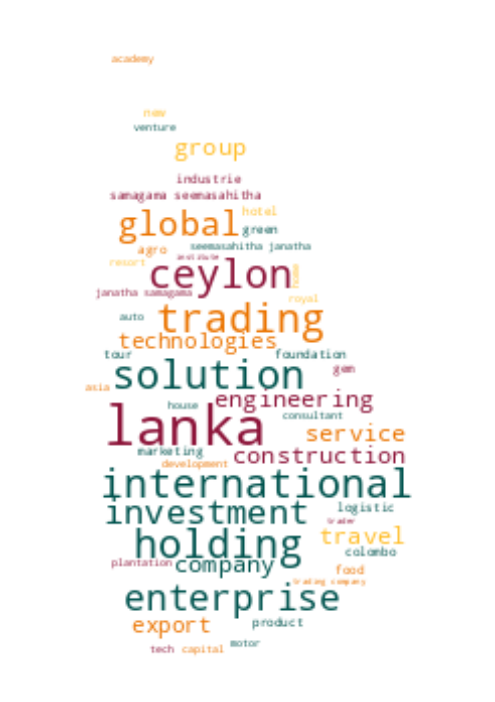 academy
new
venture
group
industrie
samagama seemasahitha
hotel
global
green
seemasahitha janatha
agro
institute
resort
ceylon
home
janatha samagama
royal
auto
trading
technologies
tour
foundation
gem
solution
asia
engineering
house
consultant
lanka
service
marketing
construction
development
international
investment
logistic
trader
travel
holding
colombo
plantation
company
food
trading company
enterprise
export
product
motor
tech
capital